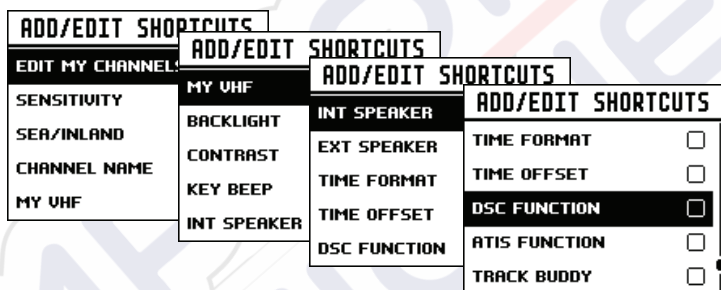 ADD/EDIT SHORTCUTS
EDIT MY CHANNELS
SENSITIVITY
SEA/INLAND
CHANNEL NAME
MY VHF
ADD/EDIT SHORTCUTS
MY VHF
BACKLIGHT
CONTRAST
KEY BEEP
INT SPEAKER
ADD/EDIT SHORTCUTS
INT SPEAKER
EXT SPEAKER
TIME FORMAT
TIME OFFSET
DSC FUNCTION
ADD/EDIT SHORTCUTS
TIME FORMAT
TIME OFFSET
DSC FUNCTION
ATIS FUNCTION
TRACK BUDDY